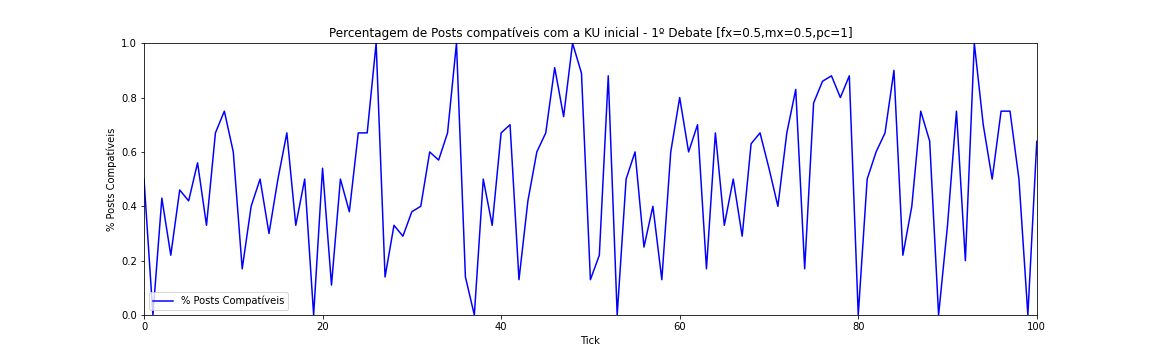 Percentagem de Posts compatíveis com a KU inicial - 1º Debate [fx=0.5,mx=0.5,pc=1]
1.0
0.8
0.6
0.4
0.2
0.0
% Posts Compatíveis
% Posts Compatíveis
0 20 40 60 80 100
Tick